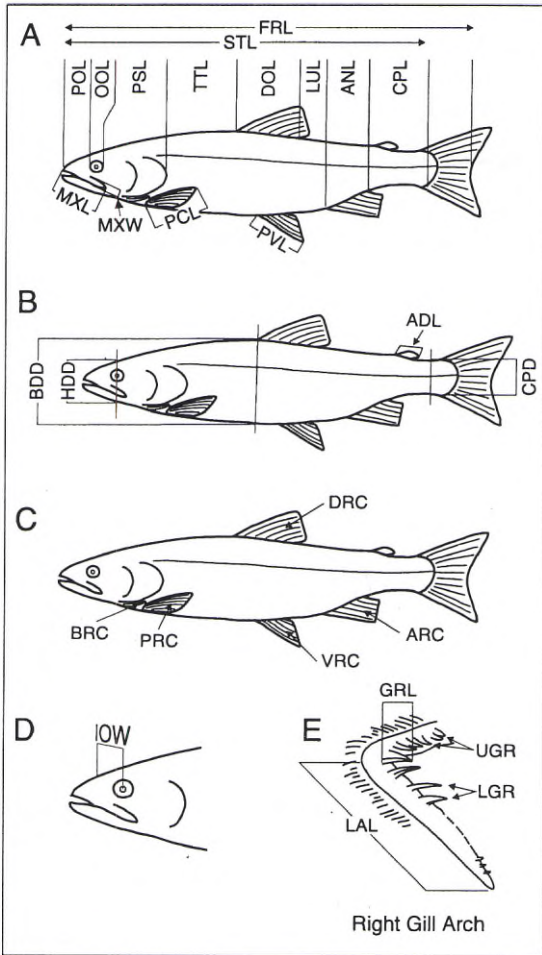 A
FRL
STL
POL OOL PSL TTL DOL LUL ANL CPL
MXL
MXW
PCL
PVL
B
ADL
BDD HDD
CPD
C
DRC
BRC
PRC
VRC
ARC
D
IOW
E
GRL
UGR
LGR
LAL
Right Gill Arch